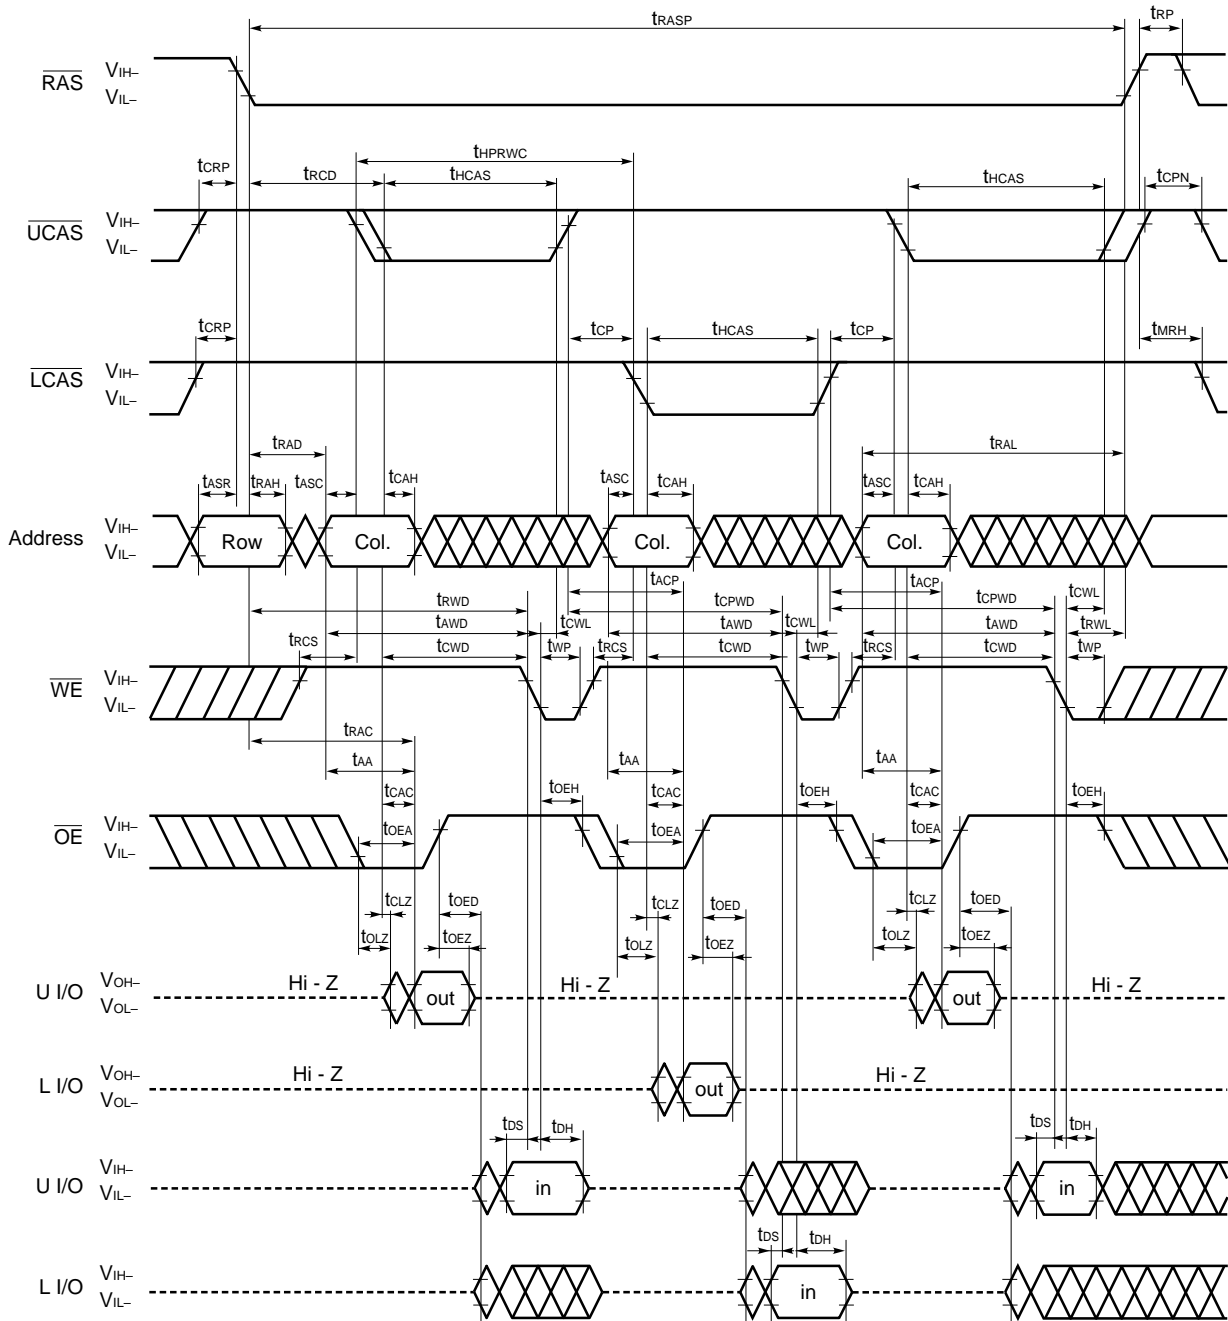 tRASP tRP
RAS VIH–
VIL–
tHPRWC
tCRP tRCD tHCAS tHCAS tCPN
UCAS VIH–
VIL–
tCRP tCP tHCAS tCP tMRH
LCAS VIH–
VIL–
tRAD tRAL
tASR tRAH tASC tCAH tASC tCAH tASC tCAH
Address VIH–
VIL–
Row Col. Col. Col.
tACP tACP
tRWD tCPWD tCPWD tCWL
tAWD tCWL tAWD tCWL tAWD tRWL
tRCS tCWD tWP tRCS tCWD tWP tRCS tCWD tWP
WE VIH–
VIL–
tRAC
tAA tAA tAA
tCAC tOEH tCAC tOEH tCAC tOEH
OE VIH–
VIL–
tOEA tOEA tOEA
tCLZ tOED tCLZ tOED tCLZ tOED
tOLZ tOEZ tOLZ tOEZ tOLZ tOEZ
U I/O VOH–
VOL–
Hi - Z out Hi - Z out Hi - Z
L I/O VOH–
VOL–
Hi - Z out Hi - Z
tDS tDH tDS tDH
U I/O VIH–
VIL–
in in
tDS tDH
L I/O VIH–
VIL–
in